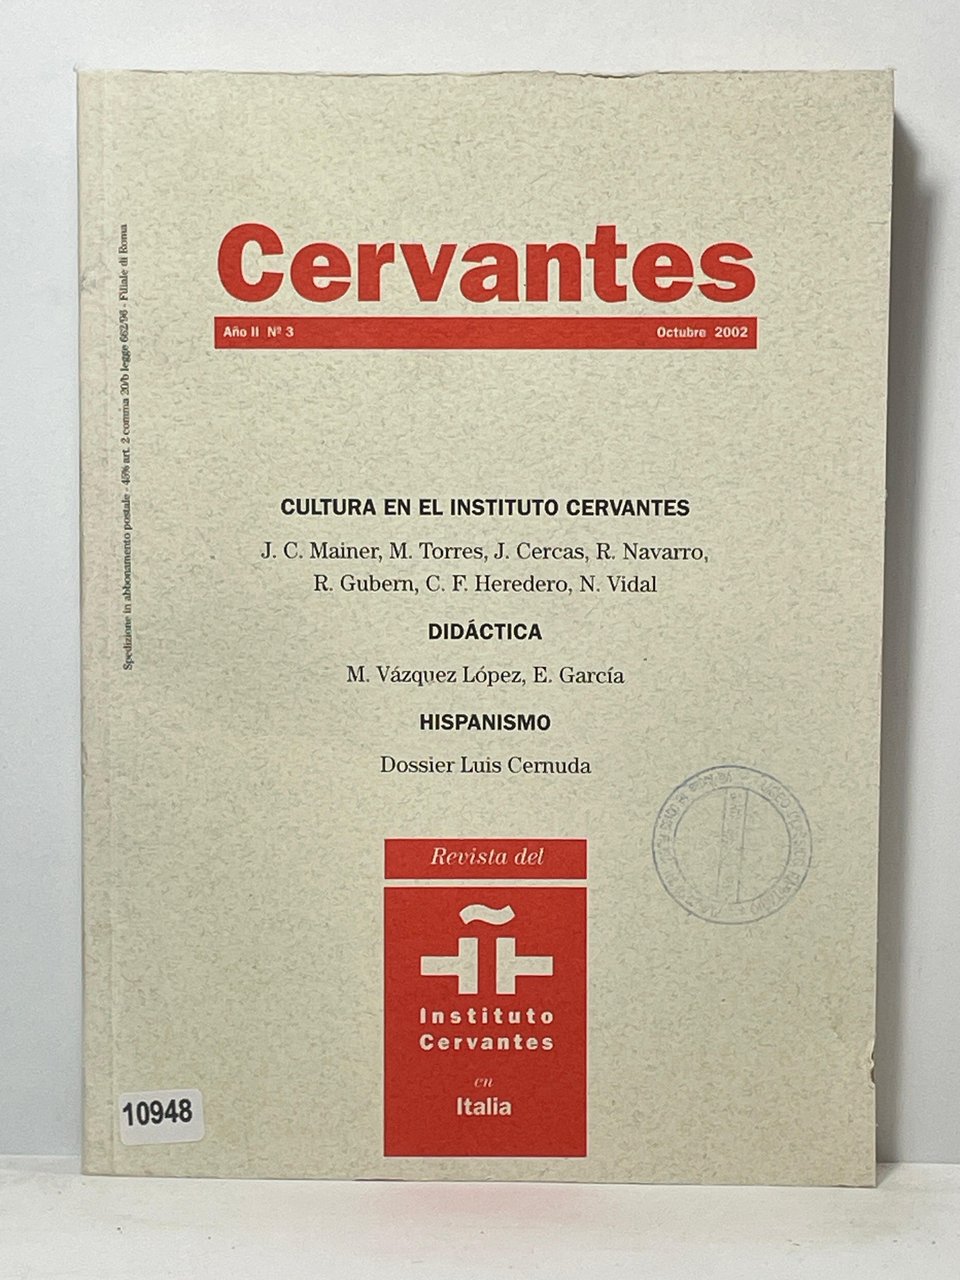 Cervantes
Año II Nº 3
Octubre 2002
Spedizione in abbonamento postale - 45% art. 2 comma 20/b legge 662/96 - Filiale di Roma
CULTURA EN EL INSTITUTO CERVANTES
J. C. Mainer, M. Torres, J. Cercas, R. Navarro,
R. Gubern, C. F. Heredero, N. Vidal
DIDÁCTICA
M. Vázquez López, E. García
HISPANISMO
Dossier Luis Cernuda
Revista del
Instituto
Cervantes
en
Italia
10948